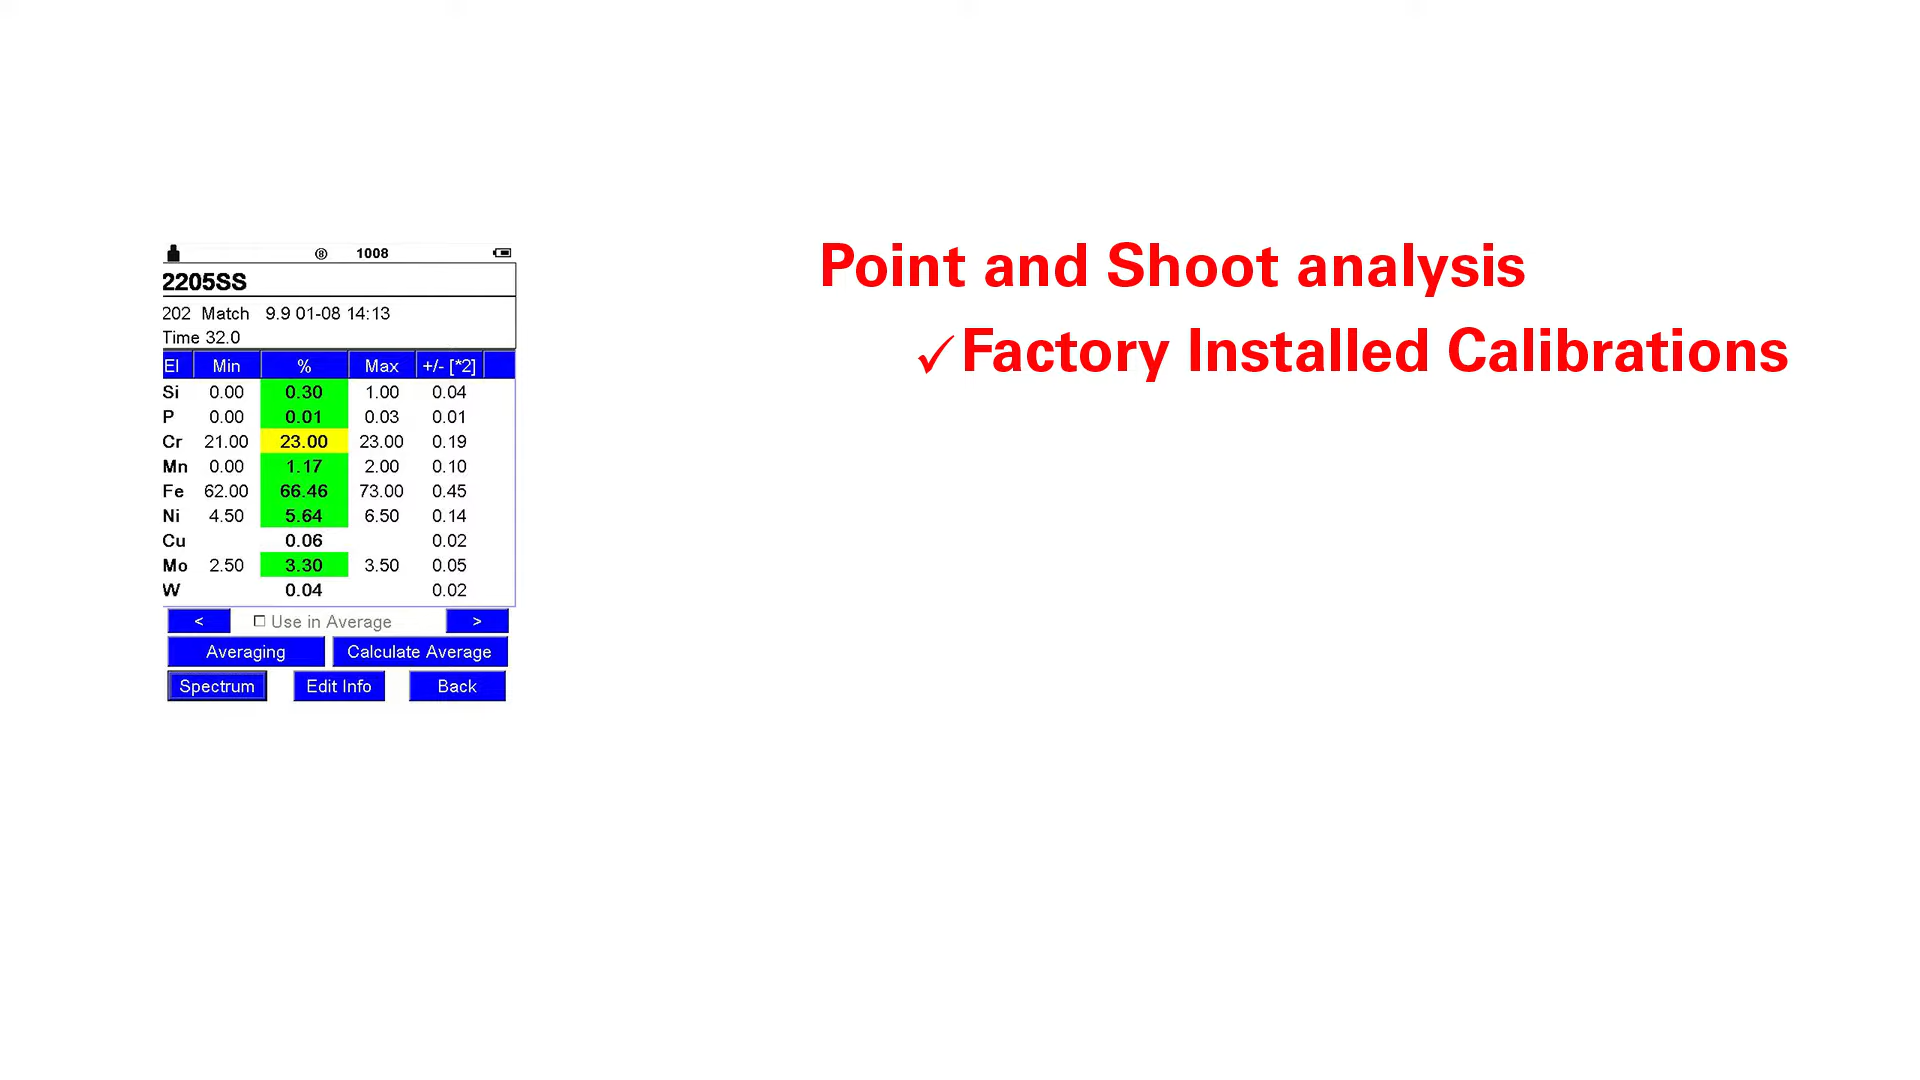 1008
2205SS
202 Match 9.9 01-08 14:13
Time 32.0
El Min % Max +/- [*2]
Si 0.00 0.30 1.00 0.04
P 0.00 0.01 0.03 0.01
Cr 21.00 23.00 23.00 0.19
Mn 0.00 1.17 2.00 0.10
Fe 62.00 66.46 73.00 0.45
Ni 4.50 5.64 6.50 0.14
Cu 0.06 0.02
Mo 2.50 3.30 3.50 0.05
W 0.04 0.02
< Use in Average >
Averaging Calculate Average
Spectrum Edit Info Back
Point and Shoot analysis
✓Factory Installed Calibrations